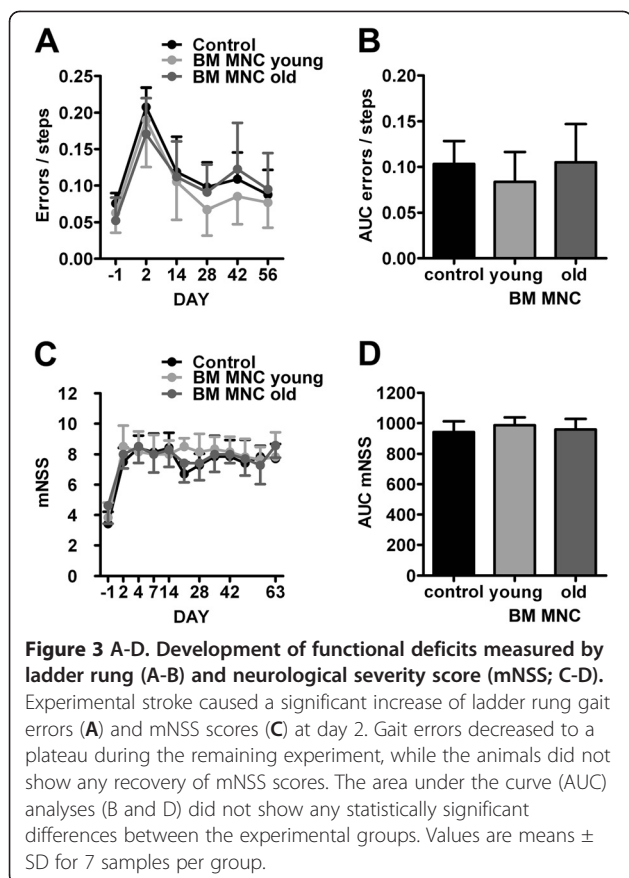 A
Control
BM MNC young
BM MNC old
0.25
0.20
0.15
0.10
0.05
0.00
Errors / steps
-1 2 14 28 42 56
DAY
B
0.20
0.15
0.10
0.05
0.00
AUC errors / steps
control young old
BM MNC
C
Control
BM MNC young
BM MNC old
12
10
8
6
4
2
0
mNSS
-1 2 4 7 14 28 42 63
DAY
D
1200
1000
800
600
400
200
0
AUC mNSS
control young old
BM MNC
Figure 3 A-D. Development of functional deficits measured by
ladder rung (A-B) and neurological severity score (mNSS; C-D).
Experimental stroke caused a significant increase of ladder rung gait
errors (A) and mNSS scores (C) at day 2. Gait errors decreased to a
plateau during the remaining experiment, while the animals did not
show any recovery of mNSS scores. The area under the curve (AUC)
analyses (B and D) did not show any statistically significant
differences between the experimental groups. Values are means ±
SD for 7 samples per group.